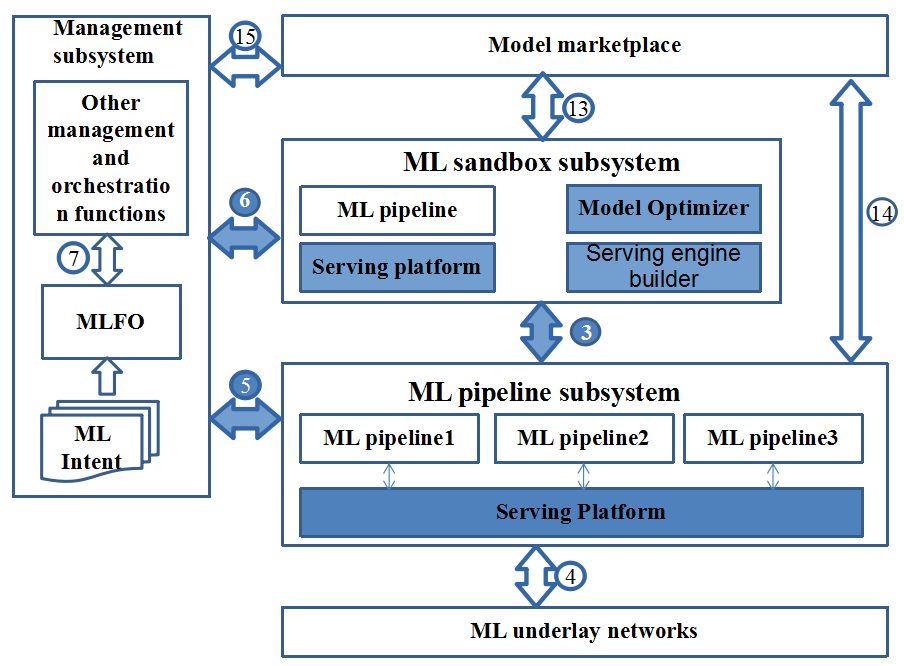 Management
subsystem
15
Model marketplace
Other
management
and
orchestratio
n functions
13
ML sandbox subsystem
6
ML pipeline
Model Optimizer
14
7
Serving platform
Serving engine
builder
MLFO
3
5
ML pipeline subsystem
ML
Intent
ML pipeline1
ML pipeline2
ML pipeline3
Serving Platform
4
ML underlay networks